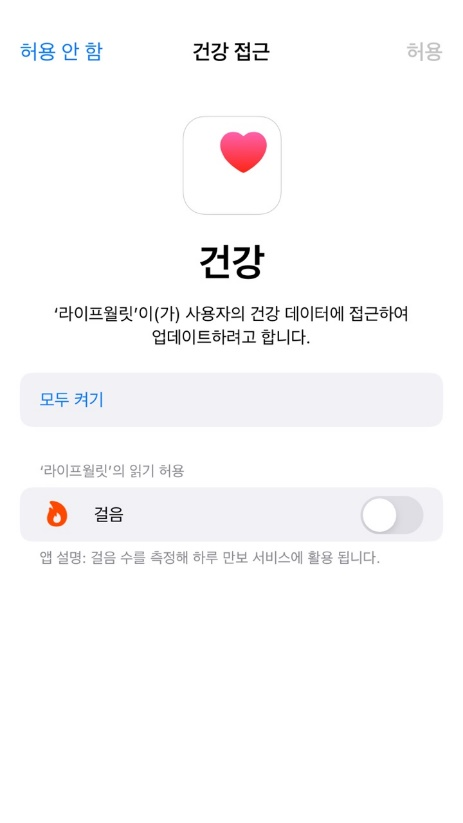 허용 안 함
건강 접근
허용
건강
‘라이프월릿’이(가) 사용자의 건강 데이터에 접근하여
업데이트하려고 합니다.
모두 켜기
‘라이프월릿’의 읽기 허용
걸음
앱 설명: 걸음 수를 측정해 하루 만보 서비스에 활용 됩니다.